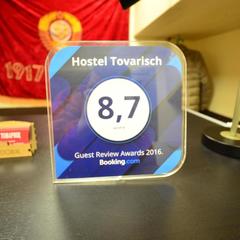 1917
Hostel Tovarisch
8,7
Guest Review Awards 2016.
Booking.com